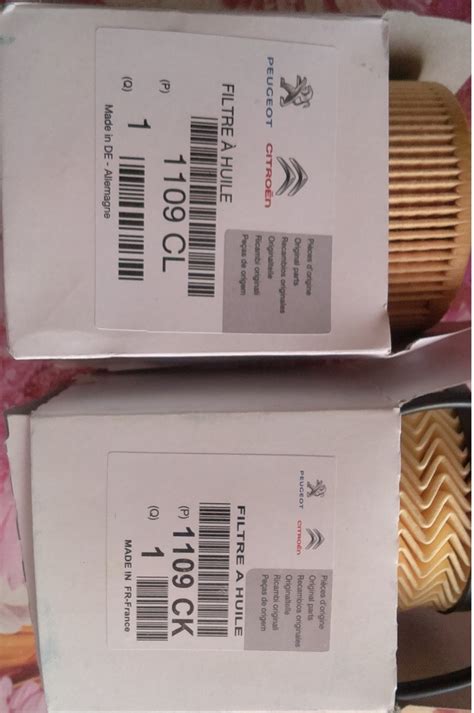 PEUGEOT CITROËN
Pièces d'origine
Original parts
Recambios originales
Originalteile
Ricambi originali
Peças de origem
FILTRE À HUILE
(P) 1109 CL
(Q) 1
Made in DE - Allemagne
PEUGEOT CITROËN
Pièces d'origine
Original parts
Recambios originales
Originalteile
Ricambi originali
Peças de origem
FILTRE A HUILE
(P) 1109 CK
(Q) 1
MADE IN FR-France